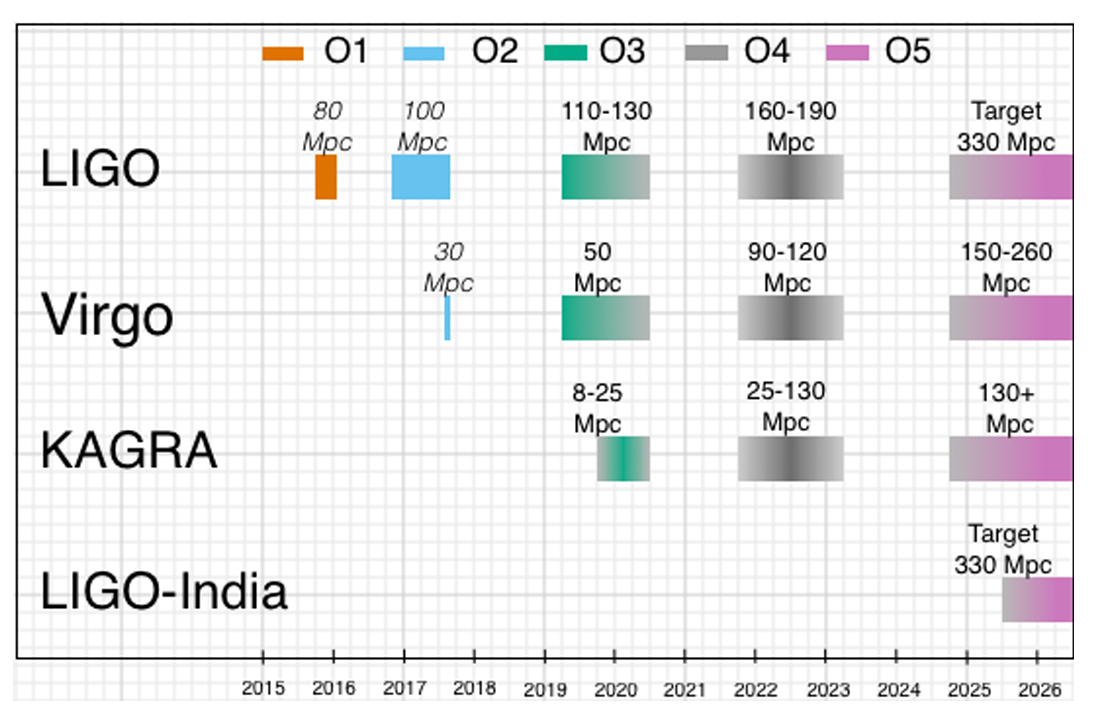 O1 O2 O3 O4 O5
80 100 110-130 160-190 Target
Mpc Mpc Mpc Mpc 330 Mpc
LIGO
30 50 90-120 150-260
Mpc Mpc Mpc Mpc
Virgo
8-25 25-130 130+
Mpc Mpc Mpc
KAGRA
Target
330 Mpc
LIGO-India
2015 2016 2017 2018 2019 2020 2021 2022 2023 2024 2025 2026